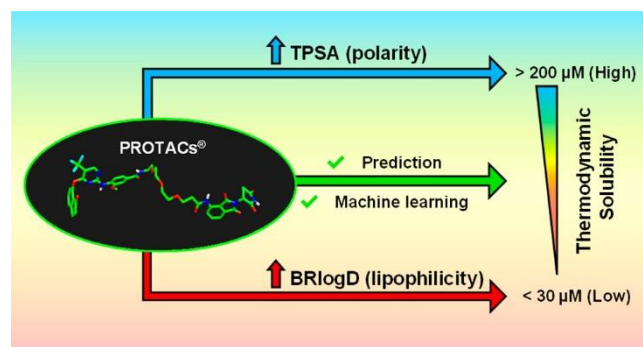 TPSA (polarity)
> 200 µM (High)
PROTACs®
Prediction
Machine learning
Thermodynamic
Solubility
BRlogD (lipophilicity)
< 30 µM (Low)